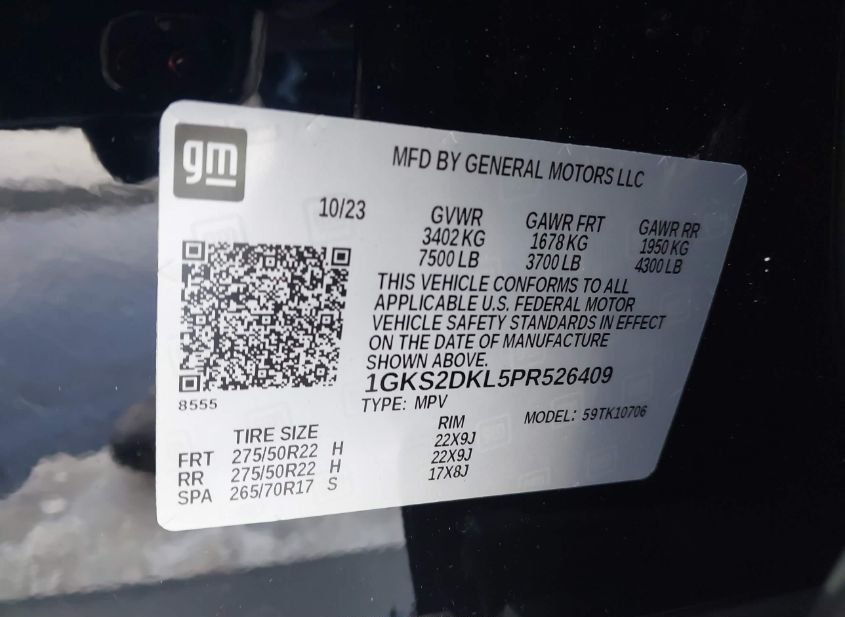 gm
MFD BY GENERAL MOTORS LLC
10/23 GVWR GAWR FRT GAWR RR
3402 KG 1678 KG 1950 KG
7500 LB 3700 LB 4300 LB
THIS VEHICLE CONFORMS TO ALL
APPLICABLE U.S. FEDERAL MOTOR
VEHICLE SAFETY STANDARDS IN EFFECT
ON THE DATE OF MANUFACTURE
SHOWN ABOVE.
1GKS2DKL5PR526409
8555
TYPE: MPV MODEL: 59TK10706
TIRE SIZE RIM
FRT 275/50R22 H 22X9J
RR 275/50R22 H 22X9J
SPA 265/70R17 S 17X8J